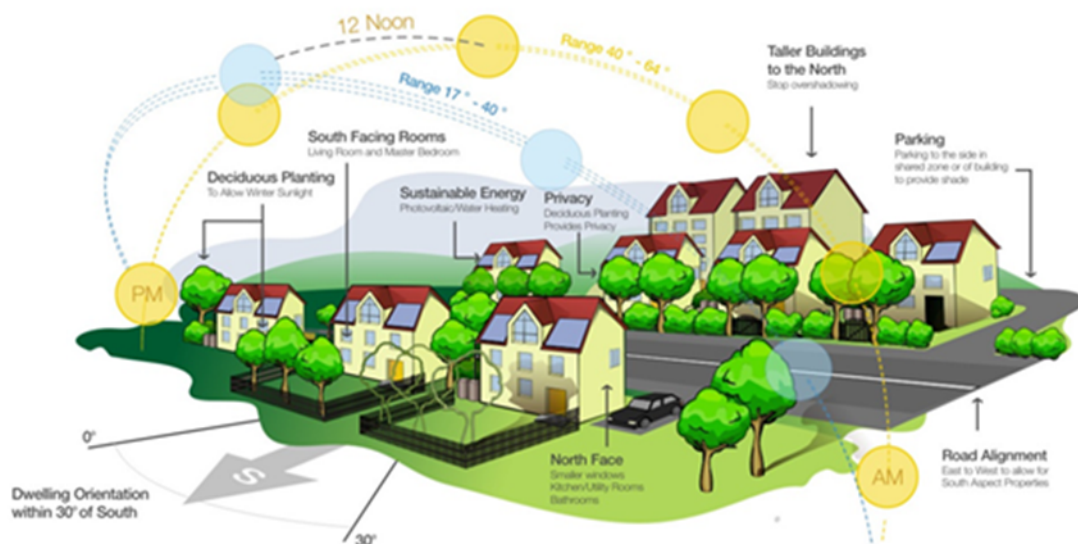 12 Noon
Range 40° - 64°
Range 17° - 40°
Taller Buildings
to the North
Stop overshadowing
South Facing Rooms
Living Room and Master Bedroom
Parking
Parking to the side in
shared zone or of building
to provide shade
Deciduous Planting
To Allow Winter Sunlight
Sustainable Energy
Photovoltaic/Water Heating
Privacy
Deciduous Planting
Provides Privacy
PM
0°
S
Dwelling Orientation
within 30° of South
30°
North Face
Smaller windows
Kitchen/Utility Rooms
Bathrooms
Road Alignment
East to West to allow for
South Aspect Properties
AM